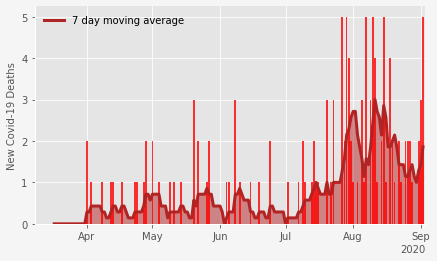 7 day moving average
New Covid-19 Deaths
5
4
3
2
1
0
Apr
May
Jun
Jul
Aug
Sep
2020